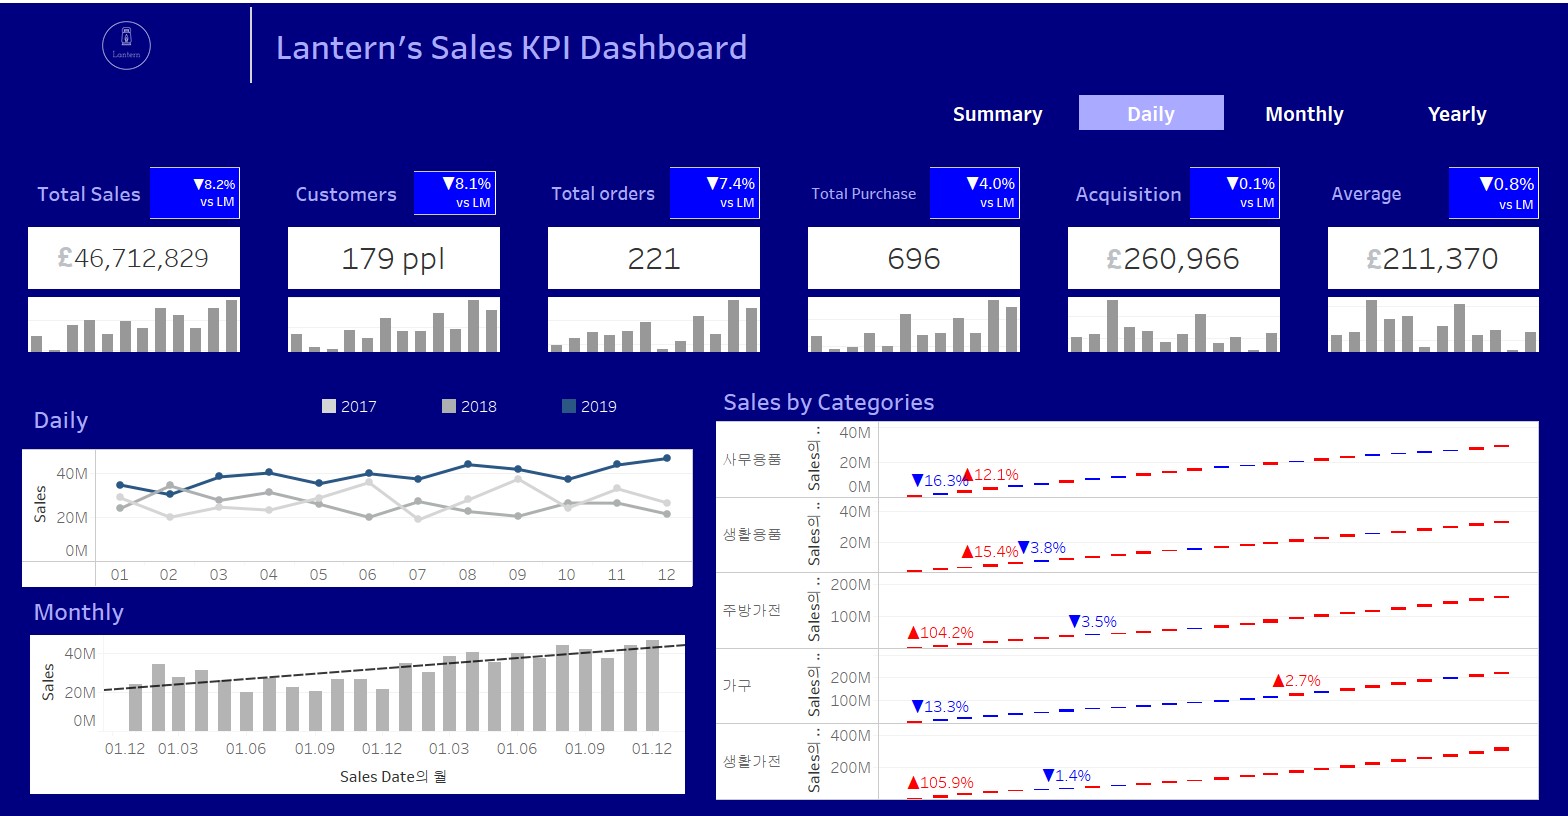 Lantern
Lantern's Sales KPI Dashboard
Summary
Daily
Monthly
Yearly
Total Sales
▼8.2%
vs LM
Customers
▼8.1%
vs LM
Total orders
▼7.4%
vs LM
Total Purchase
▼4.0%
vs LM
Acquisition
▼0.1%
vs LM
Average
▼0.8%
vs LM
£46,712,829
179 ppl
221
696
£260,966
£211,370
Daily
2017
2018
2019
Sales
40M
20M
0M
01 02 03 04 05 06 07 08 09 10 11 12
Monthly
Sales
40M
20M
0M
01.12 01.03 01.06 01.09 01.12 01.03 01.06 01.09 01.12
Sales Date의 월
Sales by Categories
사무용품
Sales의 ..
40M
20M
0M
▼16.3%
▲12.1%
생활용품
Sales의 ..
40M
20M
▲15.4%
▼3.8%
주방가전
Sales의 ..
200M
100M
▲104.2%
▼3.5%
가구
Sales의 ..
200M
100M
▼13.3%
▲2.7%
생활가전
Sales의 ..
400M
200M
▲105.9%
▼1.4%